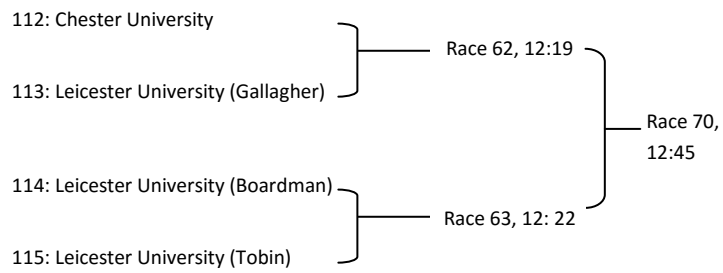 112: Chester University
Race 62, 12:19
113: Leicester University (Gallagher)
Race 70,
12:45
114: Leicester University (Boardman)
Race 63, 12: 22
115: Leicester University (Tobin)